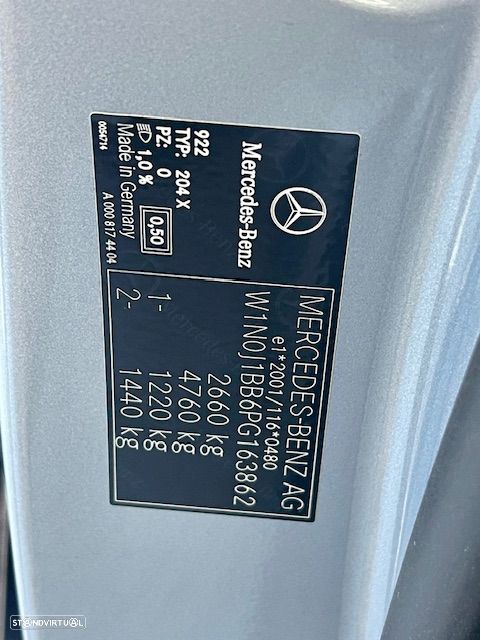 Mercedes-Benz
922
TYP: 204 X
PZ: 0
1,0 %
0,50
Made in Germany
0054714
A 000 817 44 04
MERCEDES-BENZ AG
e1*2001/116*0480
W1N0J1BB6PG163862
2660 kg
4760 kg
1- 1220 kg
2- 1440 kg
STANDVIRTUAL